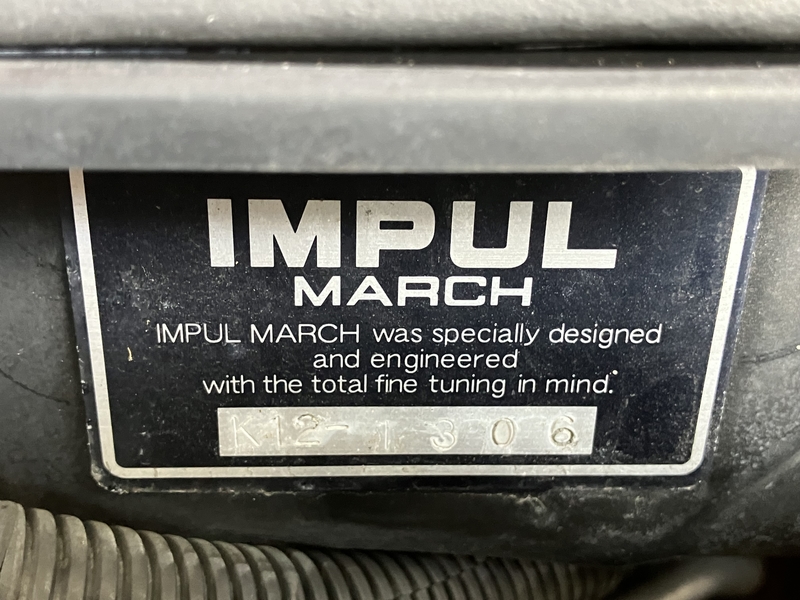 IMPUL
MARCH
IMPUL MARCH was specially designed
and engineered
with the total fine tuning in mind.
K12-1306